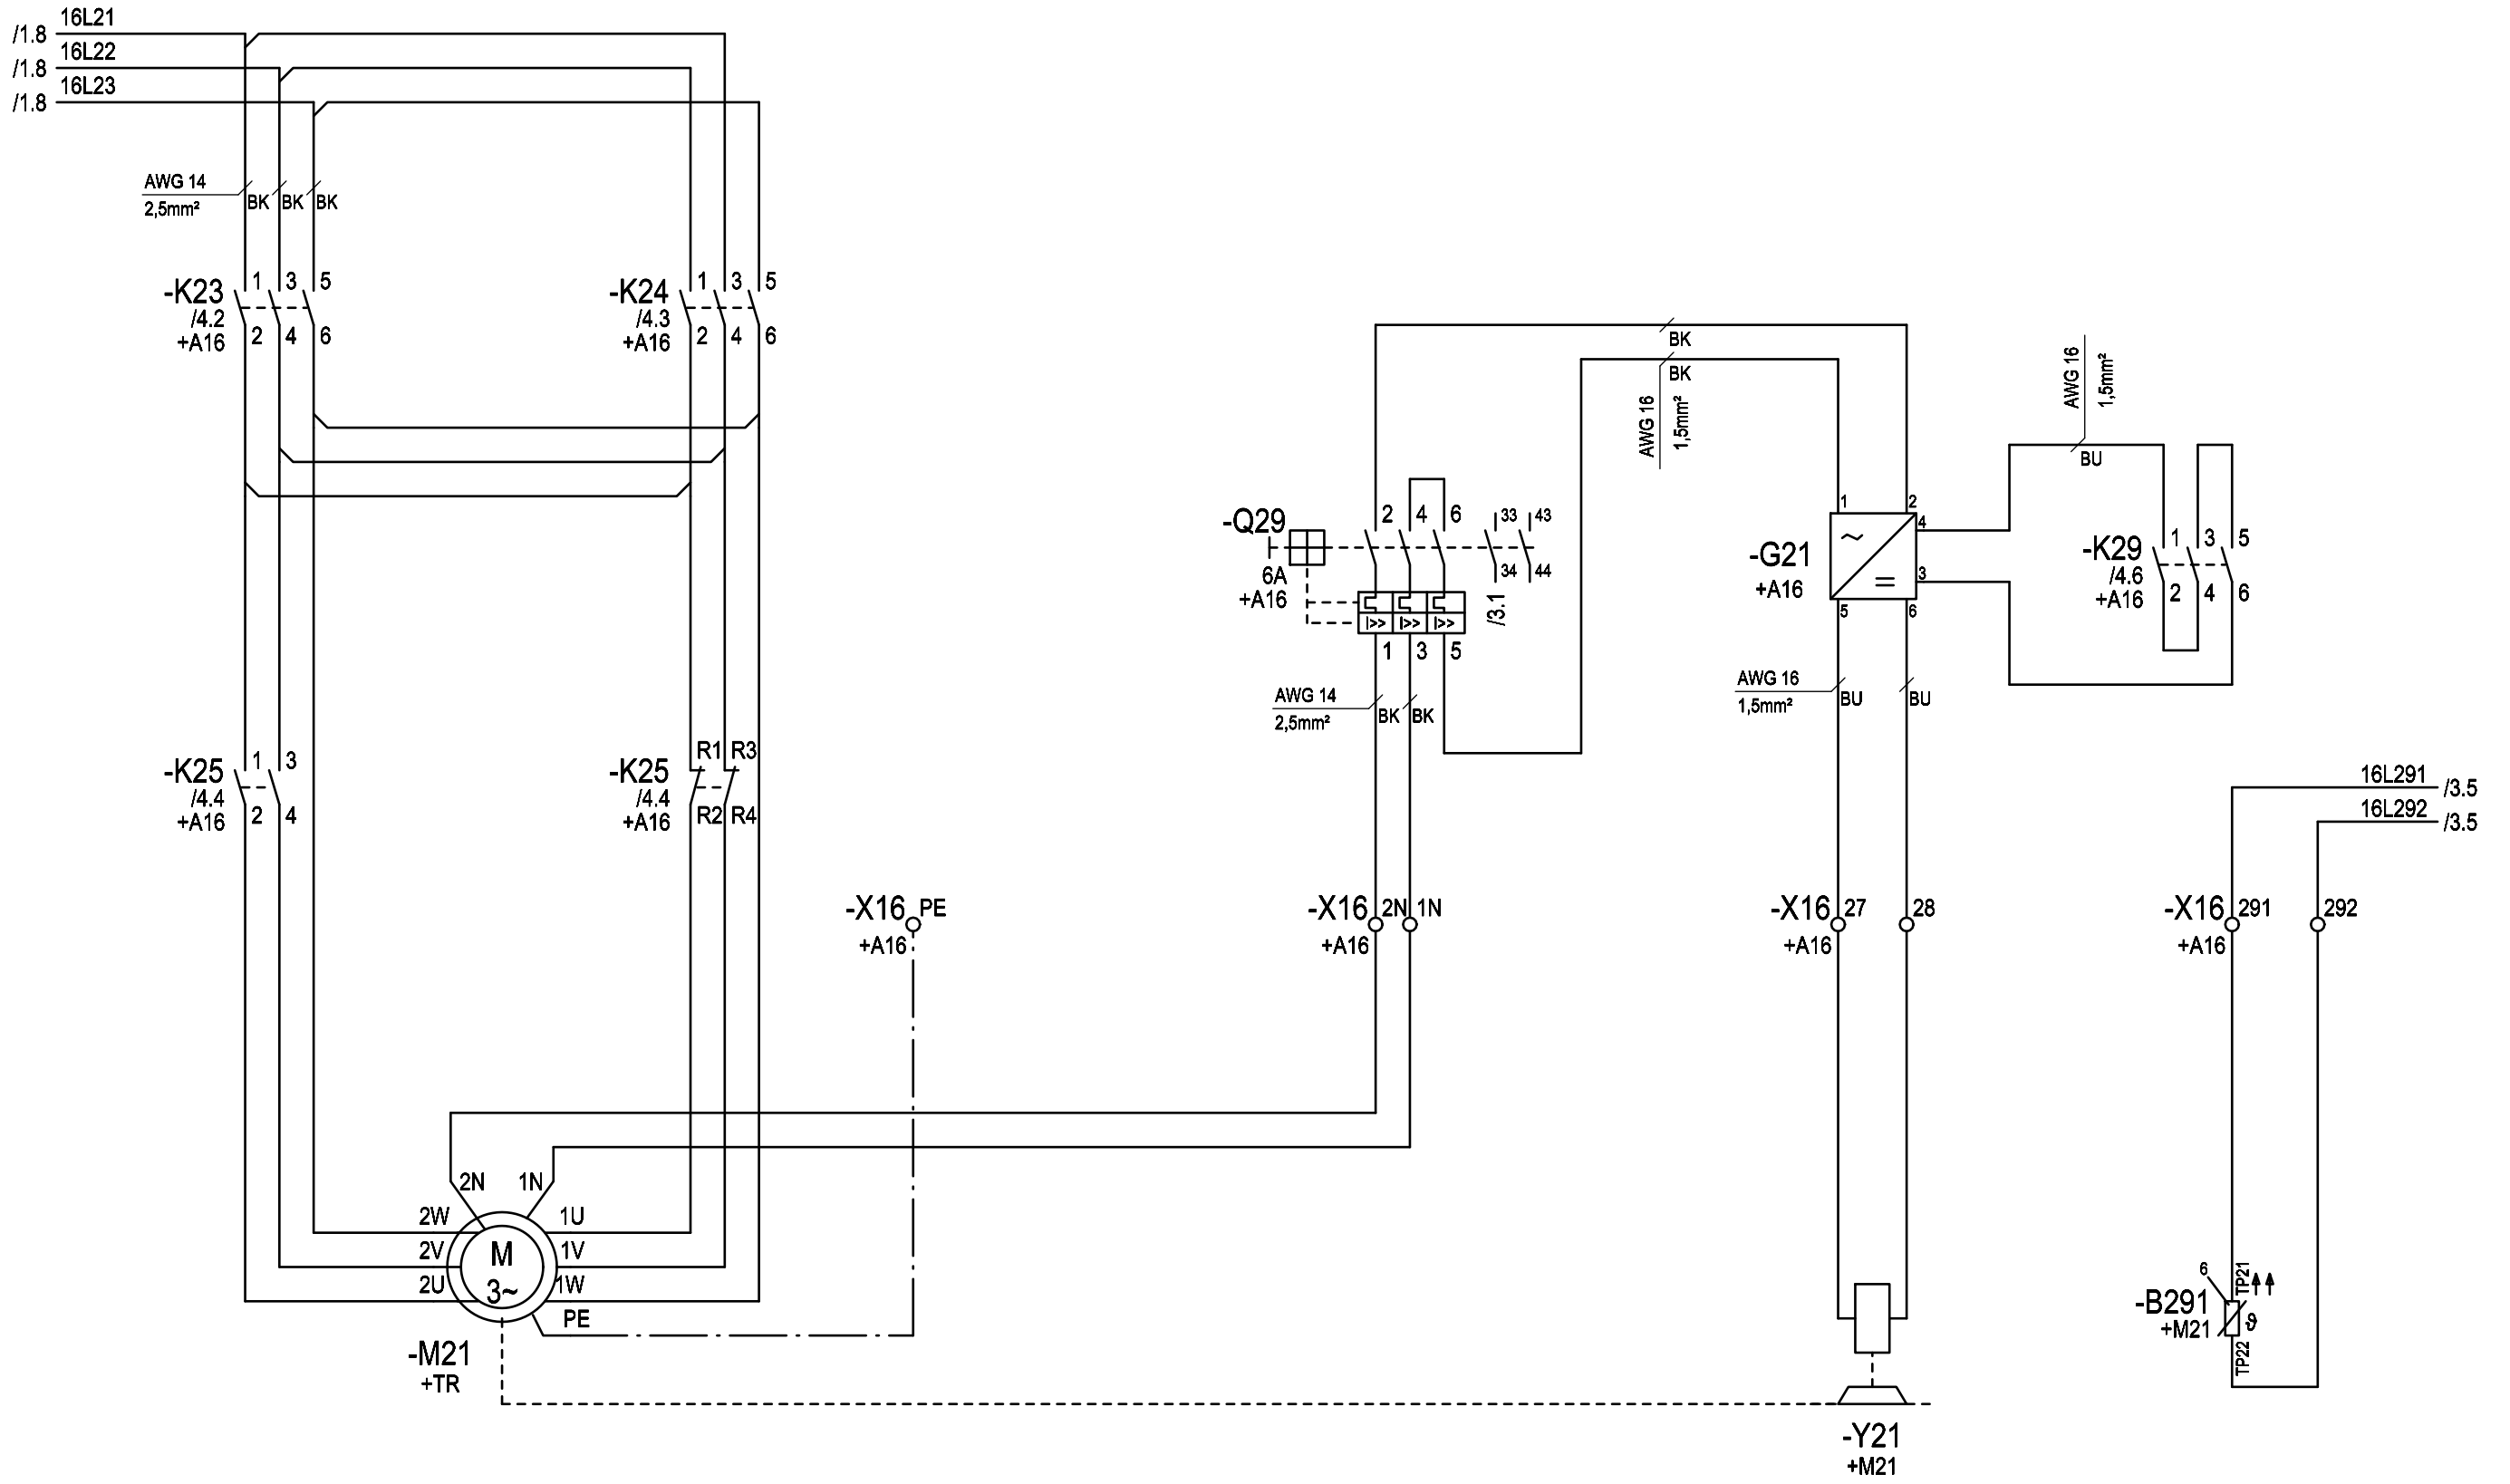 16L21
/1.8
16L22
/1.8
16L23
/1.8
AWG 14
2,5mm²
BK BK BK
-K23
/4.2
+A16
1 3 5
2 4 6
-K24
/4.3
+A16
1 3 5
2 4 6
BK
BK
AWG 16
1,5mm²
AWG 16
1,5mm²
BU
-Q29
6A
+A16
2 4 6
33 43
34 44
/3.1
I>> I>> I>>
1 3 5
AWG 14
2,5mm²
BK BK
-G21
+A16
1 2
4
3
5 6
~
=
-K29
/4.6
+A16
1 3 5
2 4 6
AWG 16
1,5mm²
BU BU
-K25
/4.4
+A16
1 3
2 4
-K25
/4.4
+A16
R1 R3
R2 R4
16L291
/3.5
16L292
/3.5
-X16 PE
+A16
-X16 2N 1N
+A16
-X16 27 28
+A16
-X16 291 292
+A16
2N 1N
2W 1U
2V 1V
2U 1W
PE
M
3~
-M21
+TR
6
TP21
-B291
+M21
ϑ
TP22
-Y21
+M21